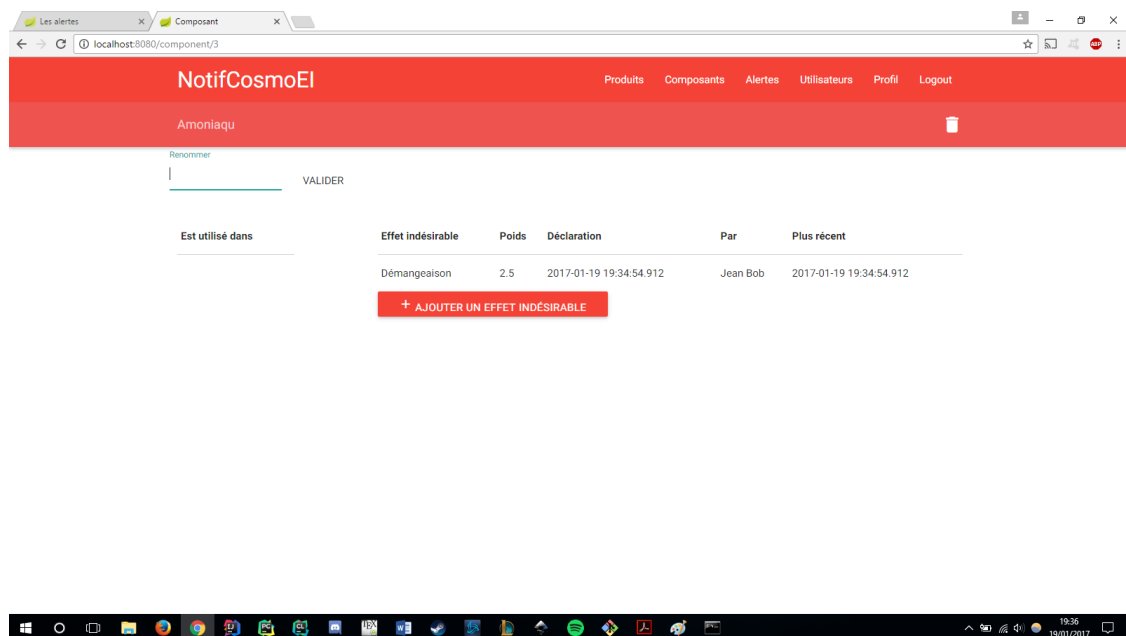 Les alertes
Composant
localhost:8080/component/3
ABP
NotifCosmoEI
Produits Composants Alertes Utilisateurs Profil Logout
Amoniaqu
Renommer
VALIDER
Est utilisé dans
Effet indésirable Poids Déclaration Par Plus récent
Démangeaison 2.5 2017-01-19 19:34:54.912 Jean Bob 2017-01-19 19:34:54.912
+ AJOUTER UN EFFET INDÉSIRABLE
19:36
19/01/2017